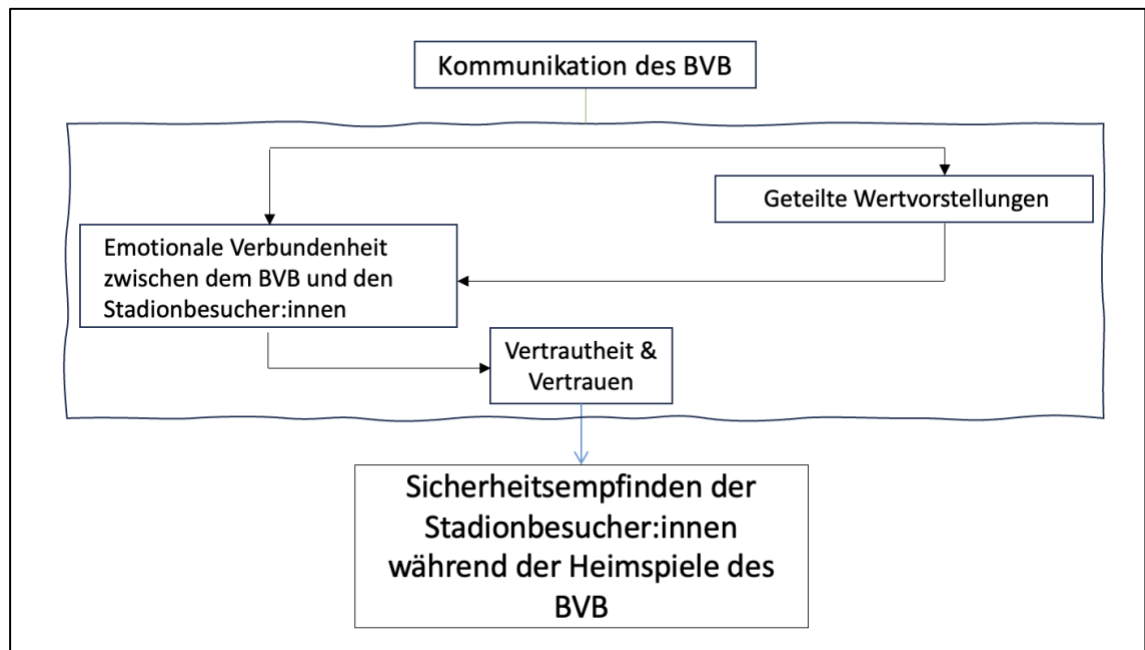 Kommunikation des BVB
Geteilte Wertvorstellungen
Emotionale Verbundenheit
zwischen dem BVB und den
Stadionbesucher:innen
Vertrautheit &
Vertrauen
Sicherheitsempfinden der
Stadionbesucher:innen
während der Heimspiele des
BVB